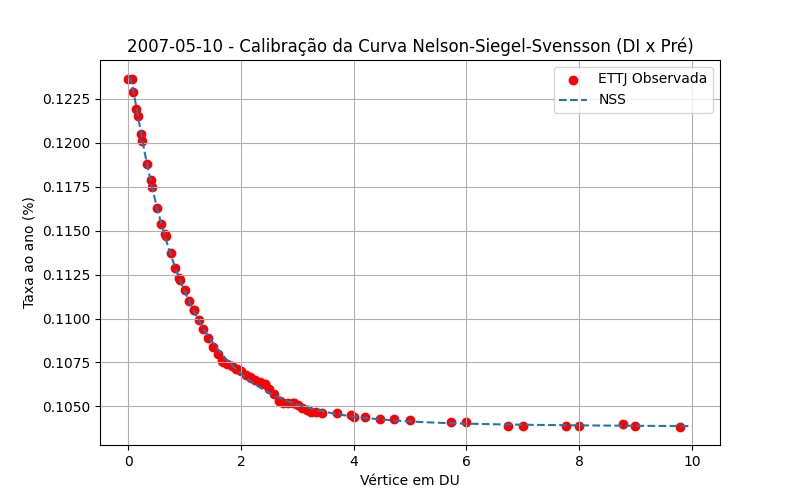 2007-05-10 - Calibração da Curva Nelson-Siegel-Svensson (DI x Pré)
ETTJ Observada
NSS
Taxa ao ano (%)
0.1225
0.1200
0.1175
0.1150
0.1125
0.1100
0.1075
0.1050
0 2 4 6 8 10
Vértice em DU